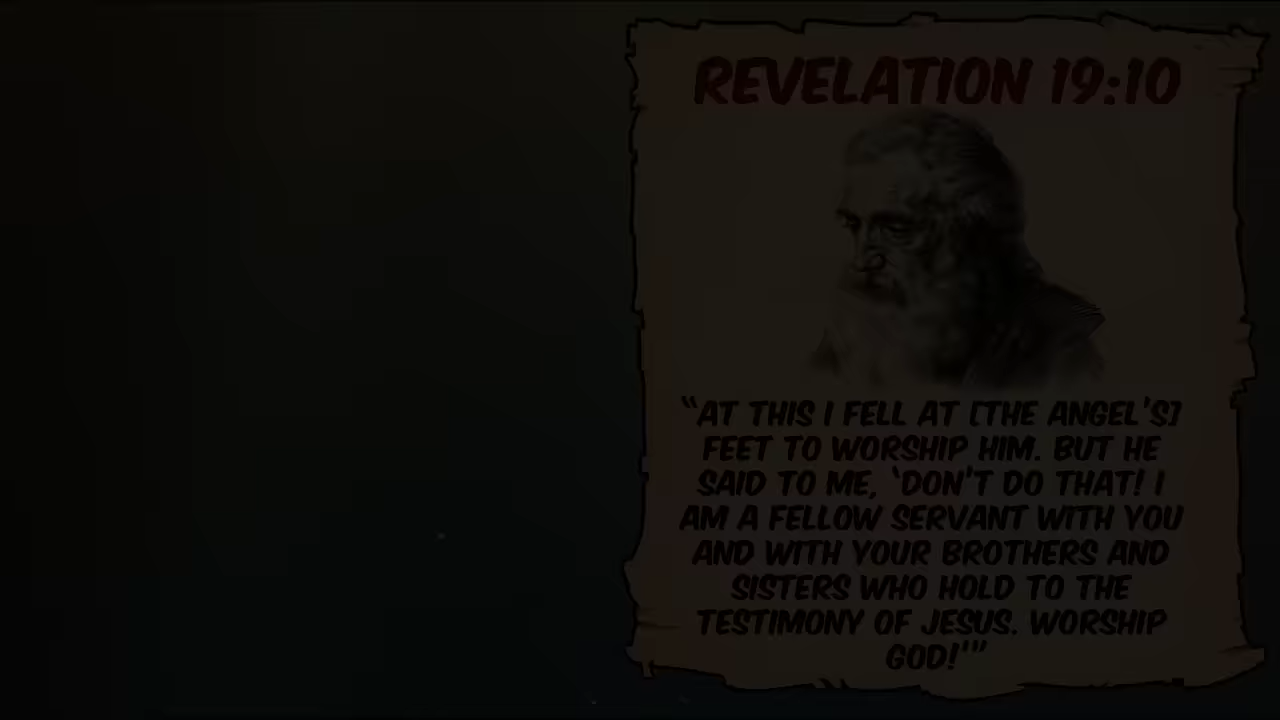 REVELATION 19:10
“AT THIS I FELL AT [THE ANGEL'S]
FEET TO WORSHIP HIM. BUT HE
SAID TO ME, ‘DON'T DO THAT! I
AM A FELLOW SERVANT WITH YOU
AND WITH YOUR BROTHERS AND
SISTERS WHO HOLD TO THE
TESTIMONY OF JESUS. WORSHIP
GOD!’”